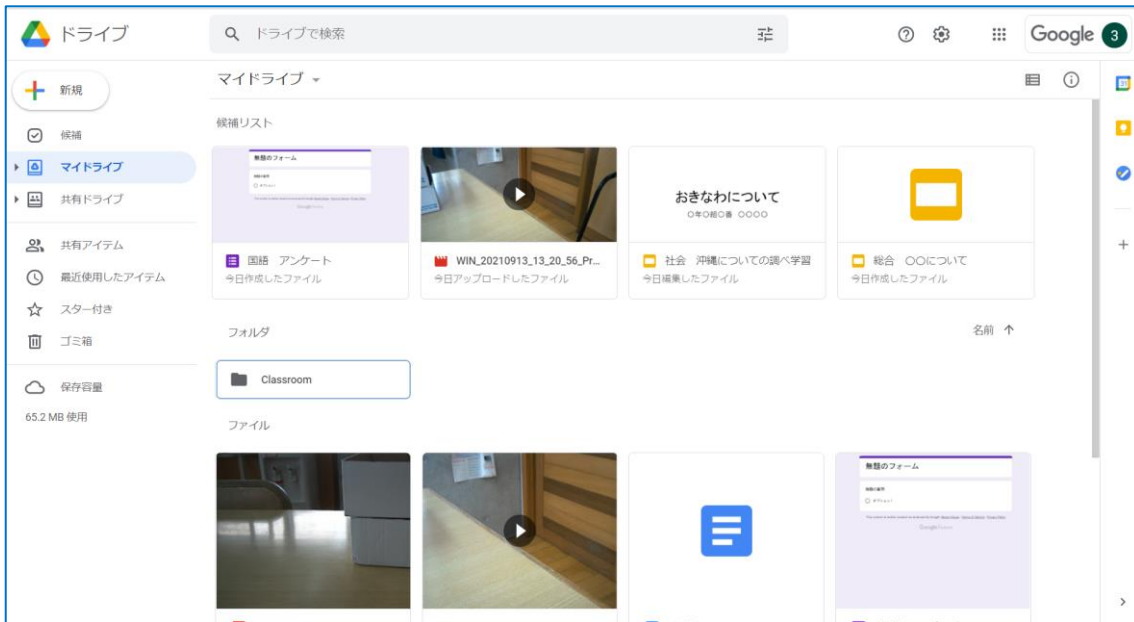 ドライブ
ドライブで検索
Google
3
新規
候補
マイドライブ
共有ドライブ
共有アイテム
最近使用したアイテム
スター付き
ゴミ箱
保存容量
65.2 MB 使用
マイドライブ
候補リスト
無題のフォーム
国語 アンケート
今日作成したファイル
WIN_20210913_13_20_56_Pr...
今日アップロードしたファイル
おきなわについて
○年○組○番 ○○○○
社会 沖縄についての調べ学習
今日編集したファイル
総合 ○○について
今日作成したファイル
フォルダ
名前
Classroom
ファイル
無題のフォーム
31